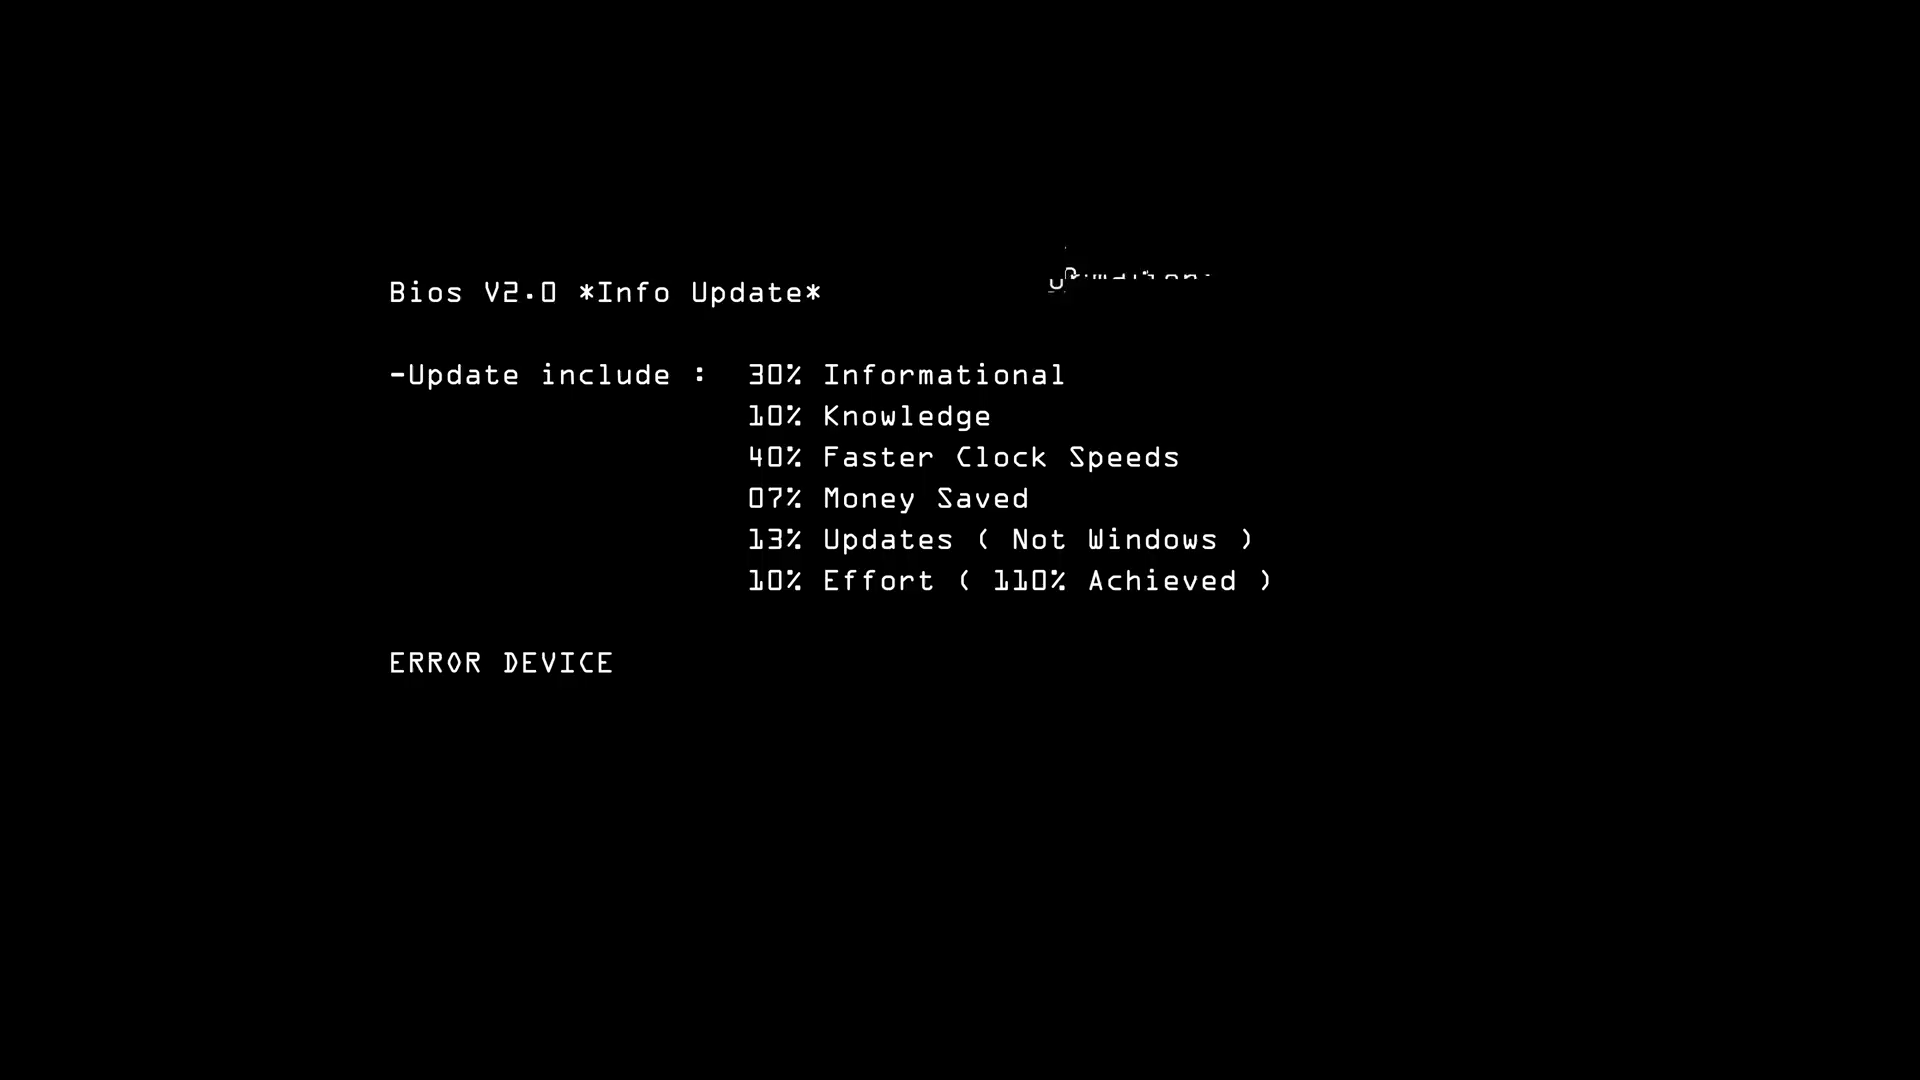 Bios V2.0 *Info Update*
-Update include : 30% Informational
10% Knowledge
40% Faster Clock Speeds
07% Money Saved
13% Updates ( Not Windows )
10% Effort ( 110% Achieved )
ERROR DEVICE